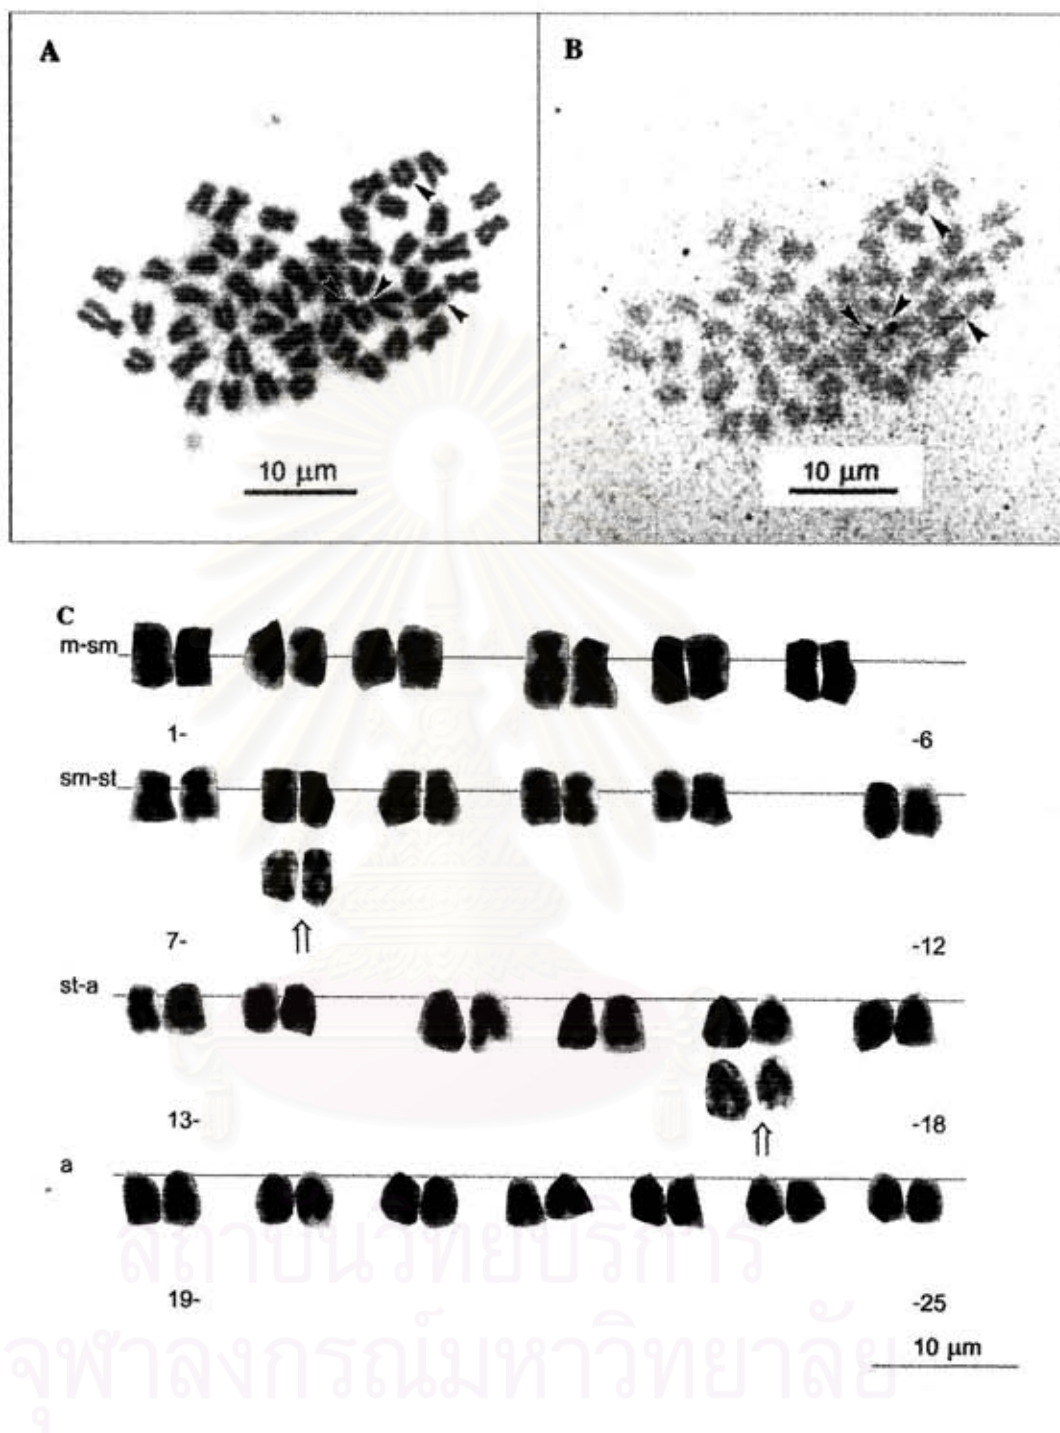 A B
10 μm 10 μm
C
m-sm
1- -6
sm-st
7- -12
st-a
13- -18
a
สถาบันวิทยบริการ
19- -25
จุฬาลงกรณ์มหาวิทยาลัย
10 μm